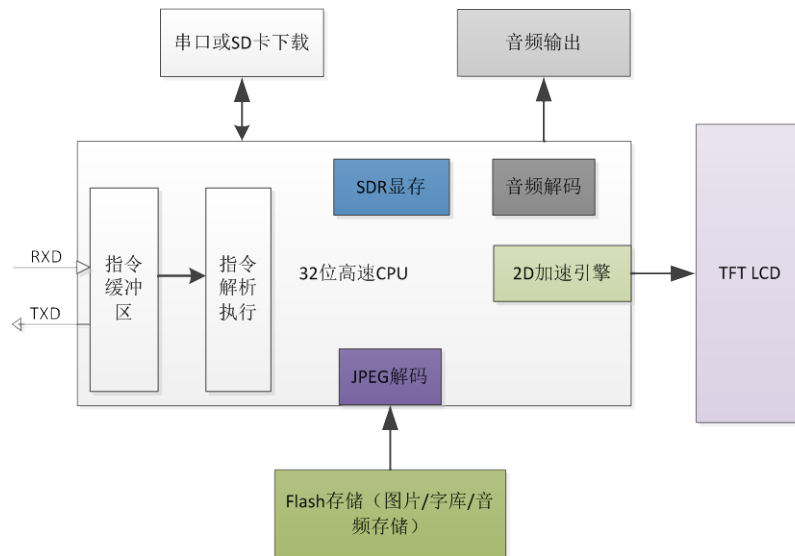 串口或SD卡下载
音频输出
SDR显存
音频解码
RXD
TXD
指令
缓冲
区
指令
解析
执行
32位高速CPU
2D加速引擎
TFT LCD
JPEG解码
Flash存储（图片/字库/音
频存储）